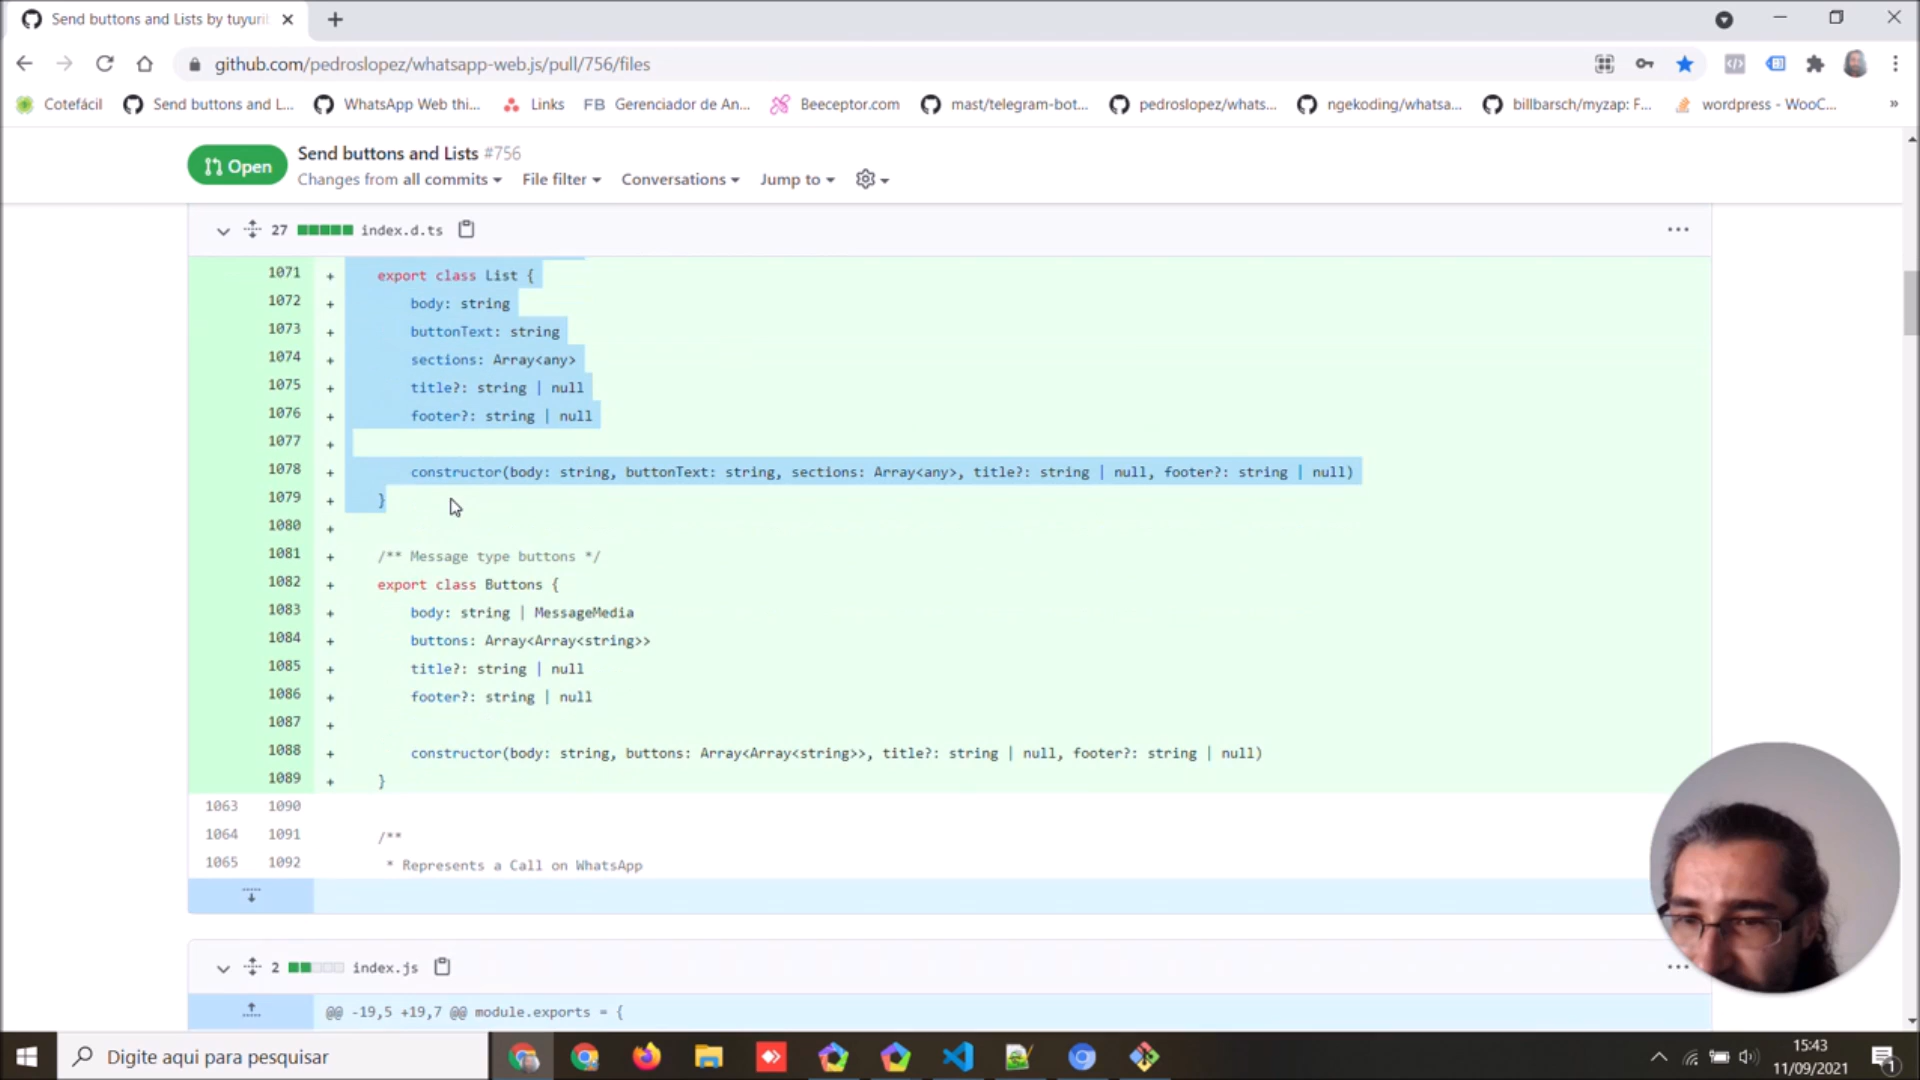 Send buttons and Lists by tuyuri
github.com/pedroslopez/whatsapp-web.js/pull/756/files
Cotefácil Send buttons and L... WhatsApp Web thi... Links FB Gerenciador de An... Beeceptor.com mast/telegram-bot... pedroslopez/whats... ngekoding/whatsa... billbarsch/myzap: F... wordpress - WooC... »
Send buttons and Lists #756
Open
Changes from all commits File filter Conversations Jump to
27 index.d.ts
1071 + export class List {
1072 + body: string
1073 + buttonText: string
1074 + sections: Array<any>
1075 + title?: string | null
1076 + footer?: string | null
1077 +
1078 + constructor(body: string, buttonText: string, sections: Array<any>, title?: string | null, footer?: string | null)
1079 + }
1080 +
1081 + /** Message type buttons */
1082 + export class Buttons {
1083 + body: string | MessageMedia
1084 + buttons: Array<Array<string>>
1085 + title?: string | null
1086 + footer?: string | null
1087 +
1088 + constructor(body: string, buttons: Array<Array<string>>, title?: string | null, footer?: string | null)
1089 + }
1063 1090
1064 1091 /**
1065 1092 * Represents a Call on WhatsApp
2 index.js
@@ -19,5 +19,7 @@ module.exports = {
Digite aqui para pesquisar
15:43
11/09/2021
1